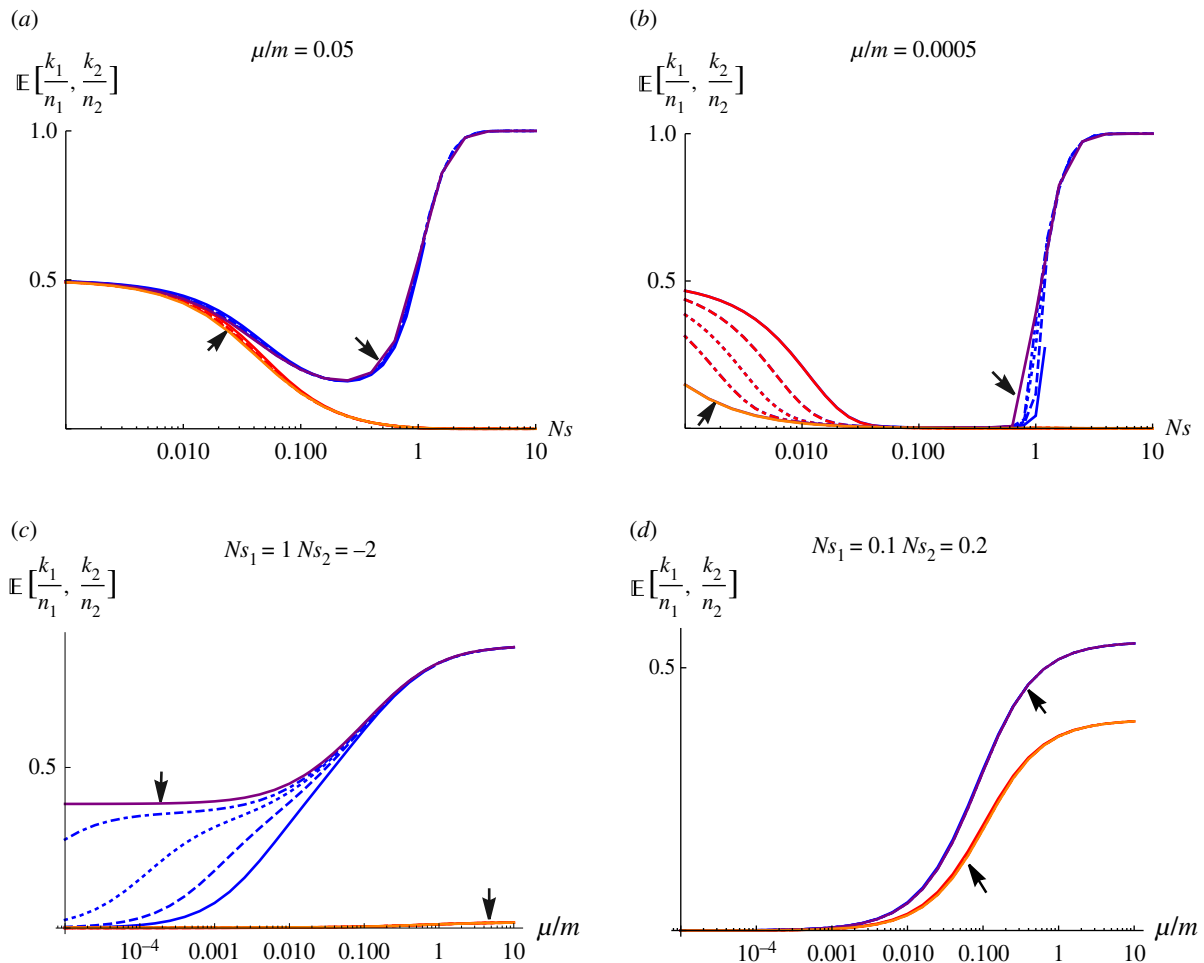 (a)
μ/m = 0.05
𝔼 [k₁/n₁, k₂/n₂]
1.0
0.5
0.010 0.100 1 10
Ns
(b)
μ/m = 0.0005
𝔼 [k₁/n₁, k₂/n₂]
1.0
0.5
0.010 0.100 1 10
Ns
(c)
Ns₁ = 1 Ns₂ = –2
𝔼 [k₁/n₁, k₂/n₂]
0.5
10⁻⁴ 0.001 0.010 0.100 1 10
μ/m
(d)
Ns₁ = 0.1 Ns₂ = 0.2
𝔼 [k₁/n₁, k₂/n₂]
0.5
10⁻⁴ 0.001 0.010 0.100 1 10
μ/m